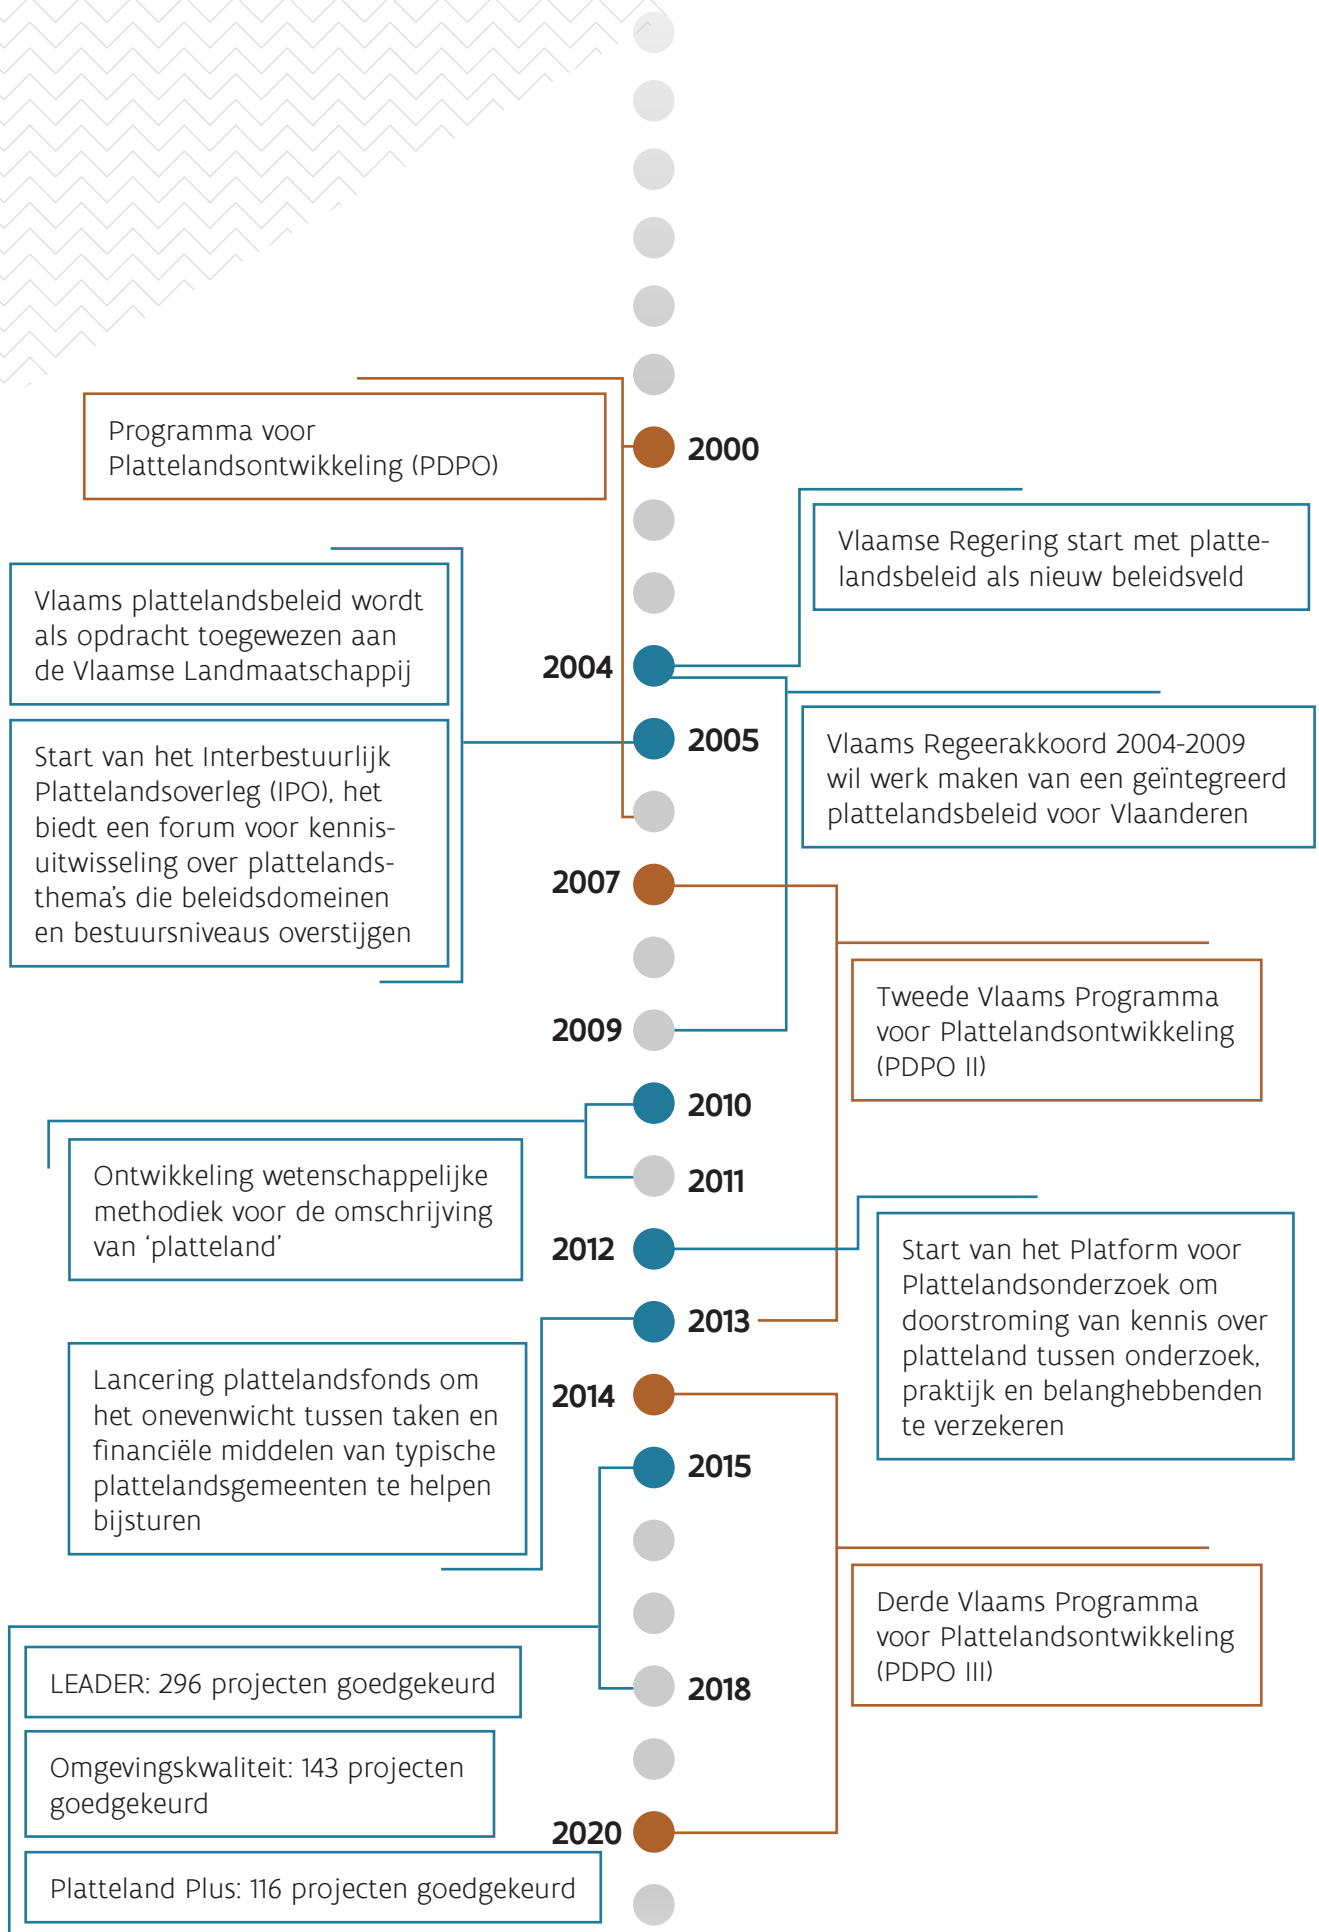 Programma voor
Plattelandsontwikkeling (PDPO)
2000
Vlaamse Regering start met platte-
landsbeleid als nieuw beleidsveld
Vlaams plattelandsbeleid wordt
als opdracht toegewezen aan
de Vlaamse Landmaatschappij
2004
Start van het Interbestuurlijk
Plattelandsoverleg (IPO), het
biedt een forum voor kennis-
uitwisseling over plattelands-
thema's die beleidsdomeinen
en bestuursniveaus overstijgen
2005
Vlaams Regeerakkoord 2004-2009
wil werk maken van een geïntegreerd
plattelandsbeleid voor Vlaanderen
2007
Tweede Vlaams Programma
voor Plattelandsontwikkeling
(PDPO II)
2009
2010
Ontwikkeling wetenschappelijke
methodiek voor de omschrijving
van ‘platteland’
2011
2012
Start van het Platform voor
Plattelandsonderzoek om
doorstroming van kennis over
platteland tussen onderzoek,
praktijk en belanghebbenden
te verzekeren
2013
Lancering plattelandsfonds om
het onevenwicht tussen taken en
financiële middelen van typische
plattelandsgemeenten te helpen
bijsturen
2014
2015
Derde Vlaams Programma
voor Plattelandsontwikkeling
(PDPO III)
LEADER: 296 projecten goedgekeurd
2018
Omgevingskwaliteit: 143 projecten
goedgekeurd
2020
Platteland Plus: 116 projecten goedgekeurd